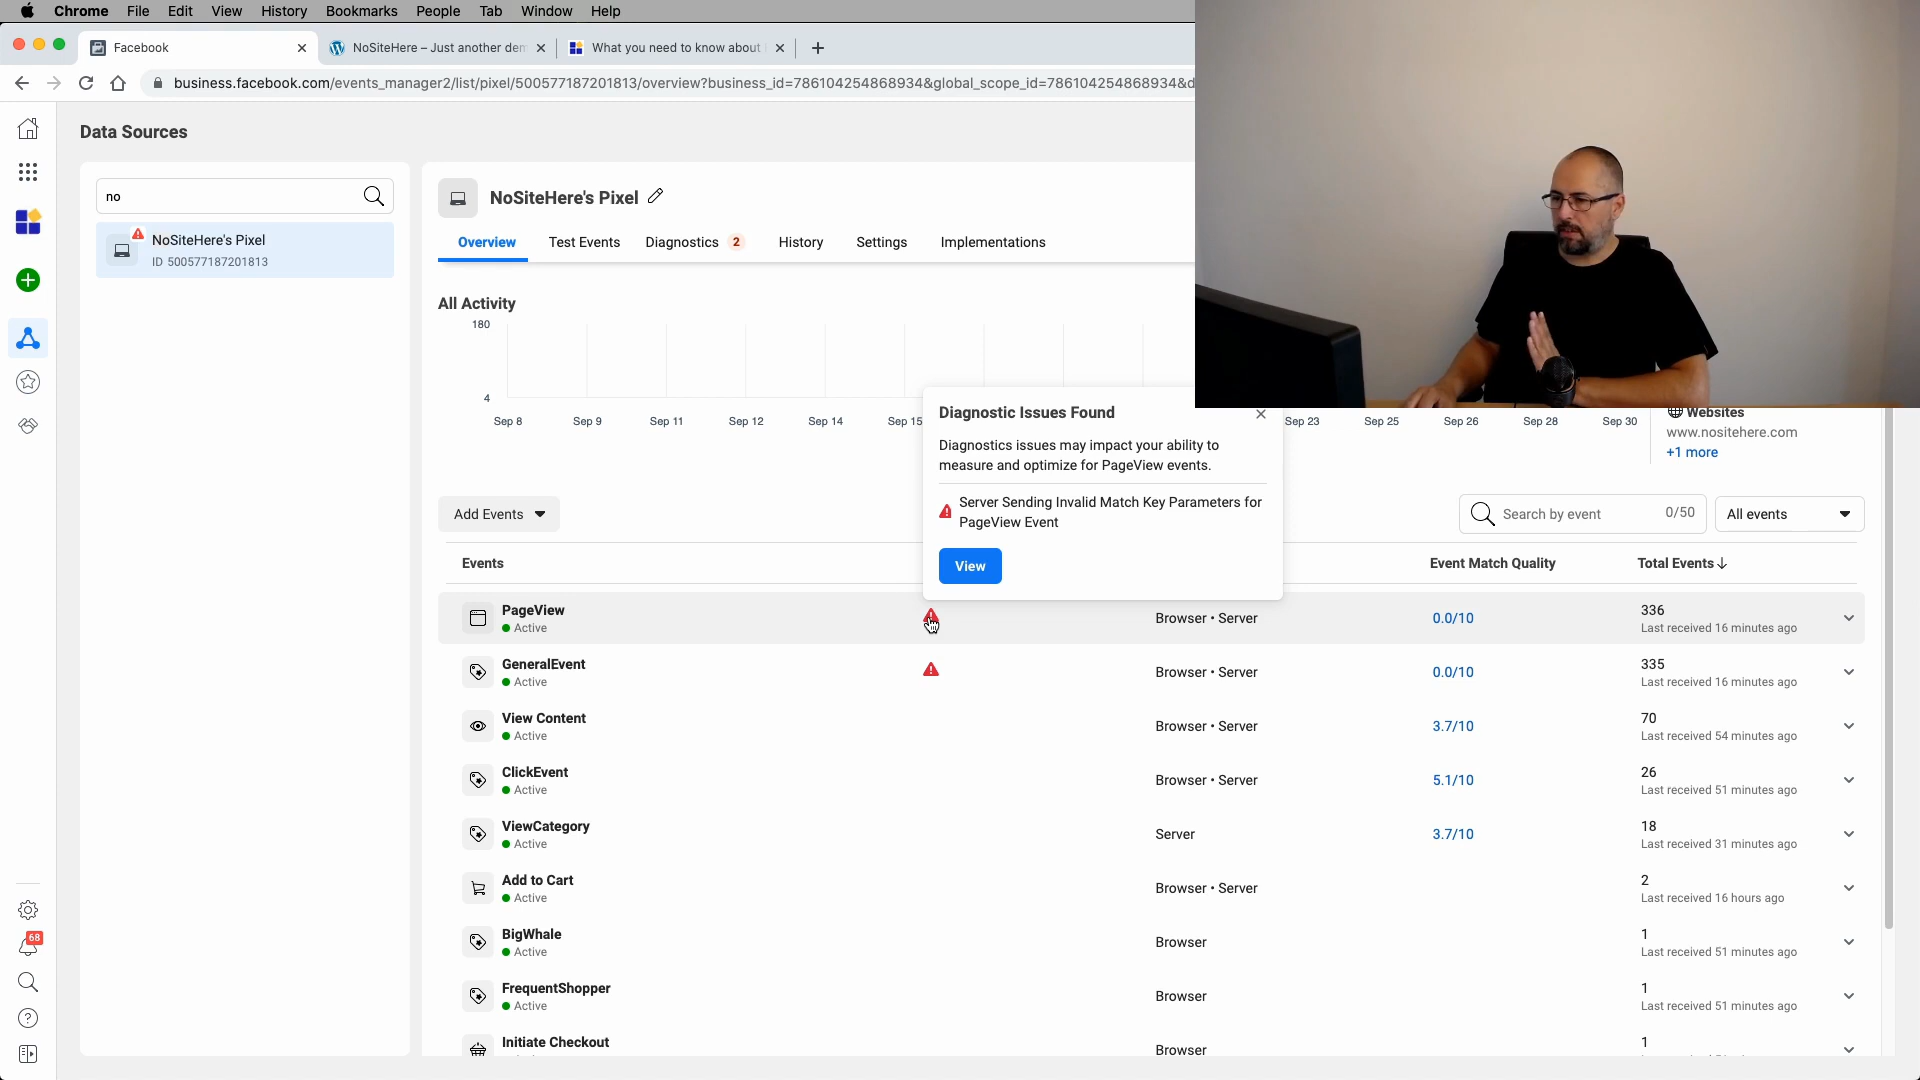 Chrome File Edit View History Bookmarks People Tab Window Help
Facebook
NoSiteHere – Just another dem
What you need to know about
business.facebook.com/events_manager2/list/pixel/500577187201813/overview?business_id=786104254868934&global_scope_id=786104254868934&d
Data Sources
no
NoSiteHere's Pixel
ID 500577187201813
NoSiteHere's Pixel
Overview Test Events Diagnostics 2 History Settings Implementations
All Activity
180
4
Sep 8 Sep 9 Sep 11 Sep 12 Sep 14 Sep 15 Sep 23 Sep 25 Sep 26 Sep 28 Sep 30
Websites
www.nositehere.com
+1 more
Diagnostic Issues Found
Diagnostics issues may impact your ability to
measure and optimize for PageView events.
Server Sending Invalid Match Key Parameters for
PageView Event
View
Add Events
Search by event 0/50
All events
Events Event Match Quality Total Events
PageView
Active
Browser • Server 0.0/10 336
Last received 16 minutes ago
GeneralEvent
Active
Browser • Server 0.0/10 335
Last received 16 minutes ago
View Content
Active
Browser • Server 3.7/10 70
Last received 54 minutes ago
ClickEvent
Active
Browser • Server 5.1/10 26
Last received 51 minutes ago
ViewCategory
Active
Server 3.7/10 18
Last received 31 minutes ago
Add to Cart
Active
Browser • Server 2
Last received 16 hours ago
BigWhale
Active
Browser 1
Last received 51 minutes ago
FrequentShopper
Active
Browser 1
Last received 51 minutes ago
Initiate Checkout
Browser 1
68